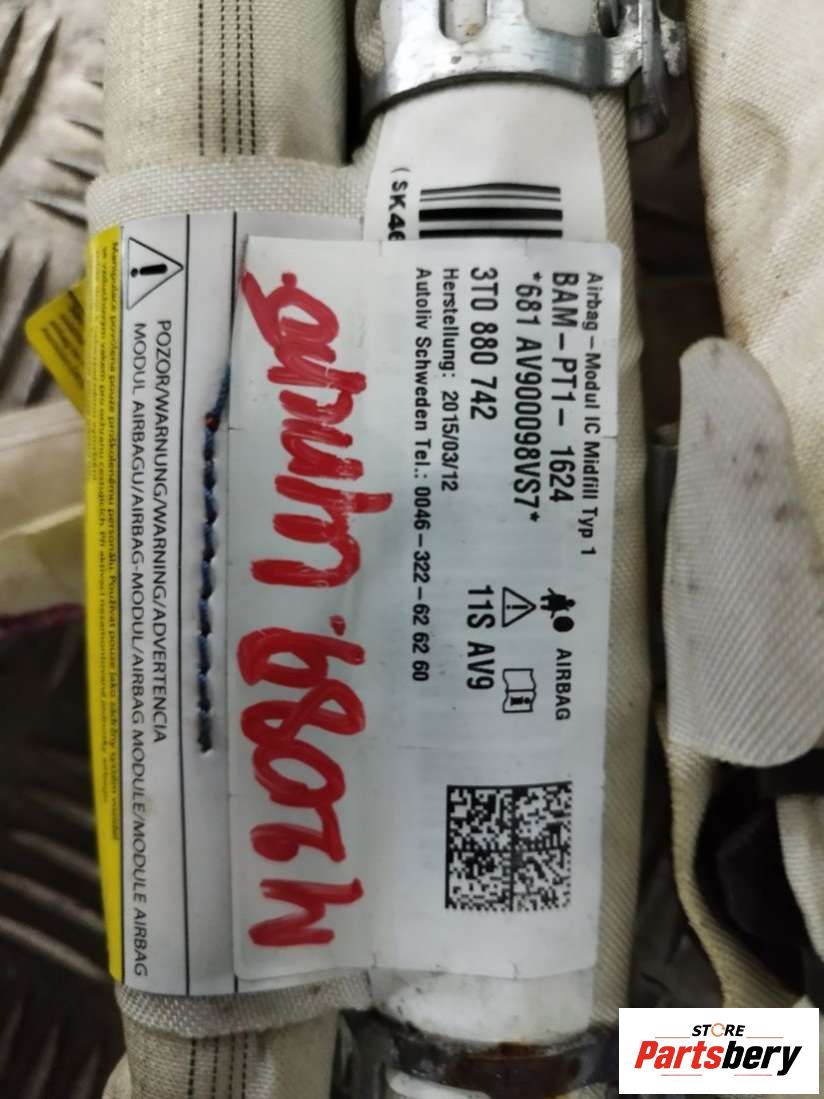 Airbag-Modul IC Midfill Typ 1
BAM-PT1- 1624
*681 AV900098VS7*
3T0 880 742
Herstellung: 2015/03/12
Autoliv Schweden Tel.: 0046-322-62 62 60
AIRBAG
11S AV9
(SK46
POZOR/WARNUNG/WARNING/ADVERTENCIA
MODUL AIRBAGU/AIRBAG-MODUL/AIRBAG MODULE/MODULE AIRBAG
STORE
Partsbery